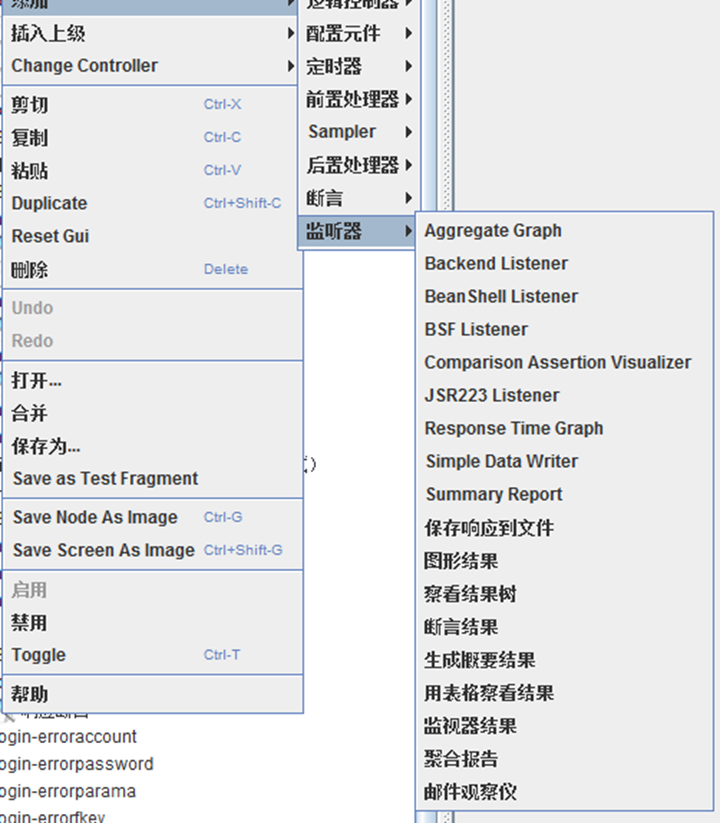 添加
插入上级
Change Controller
剪切 Ctrl-X
复制 Ctrl-C
粘贴 Ctrl-V
Duplicate Ctrl+Shift-C
Reset Gui
删除 Delete
Undo
Redo
打开...
合并
保存为...
Save as Test Fragment
Save Node As Image Ctrl-G
Save Screen As Image Ctrl+Shift-G
启用
禁用
Toggle Ctrl-T
帮助
逻辑控制器
配置元件
定时器
前置处理器
Sampler
后置处理器
断言
监听器
Aggregate Graph
Backend Listener
BeanShell Listener
BSF Listener
Comparison Assertion Visualizer
JSR223 Listener
Response Time Graph
Simple Data Writer
Summary Report
保存响应到文件
图形结果
察看结果树
断言结果
生成概要结果
用表格察看结果
监视器结果
聚合报告
邮件观察仪
)
响应断言
ogin-erroraccount
ogin-errorpassword
ogin-errorparama
ogin-errorfkey